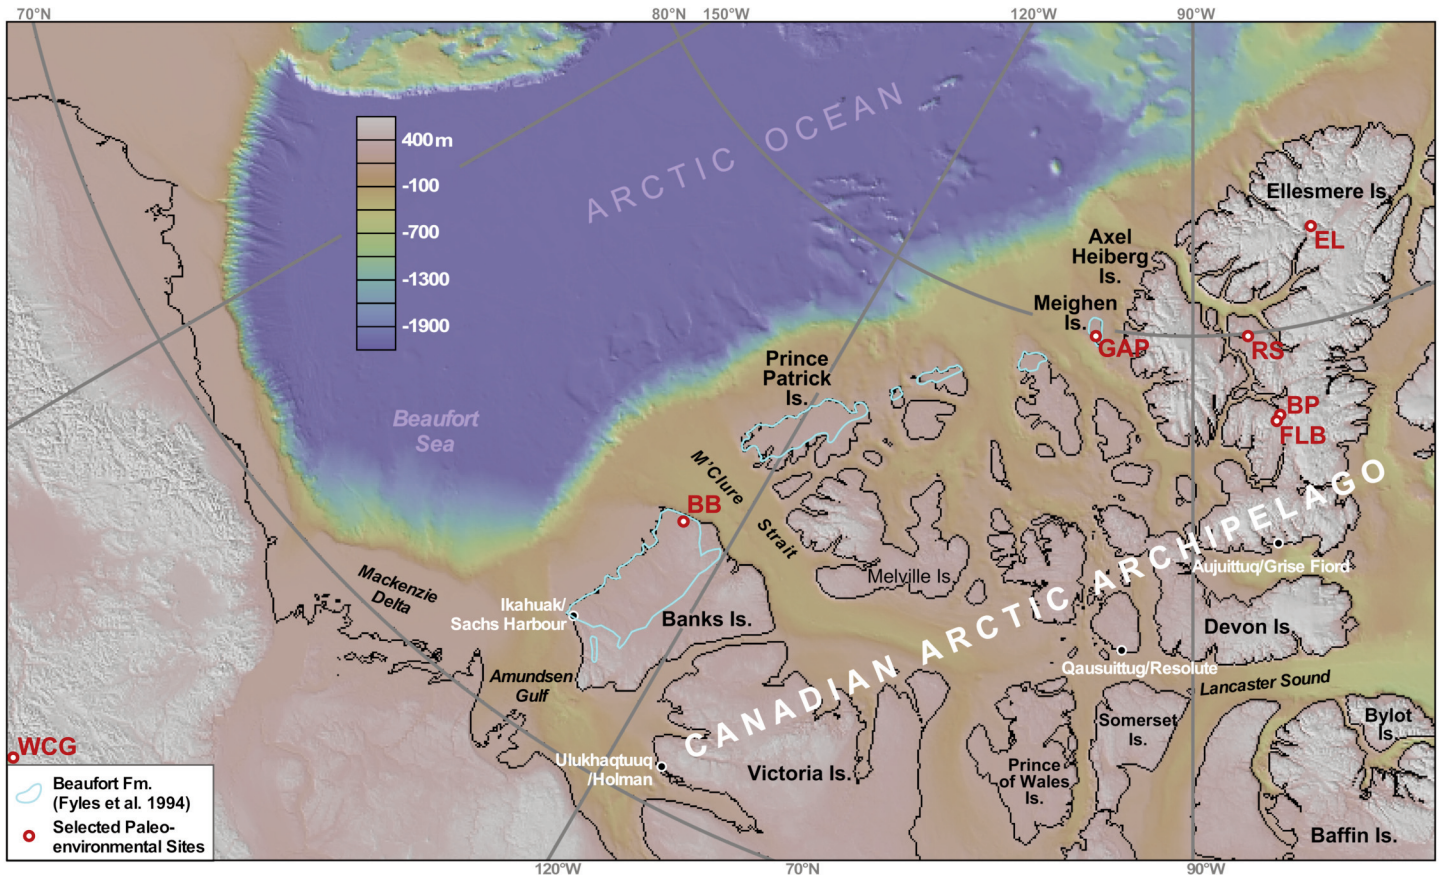 70°N
80°N
150°W
120°W
90°W
400m
-100
-700
-1300
-1900
ARCTIC OCEAN
Beaufort
Sea
Ellesmere Is.
EL
Axel
Heiberg
Is.
Meighen
Is.
GAP
RS
BP
FLB
Prince
Patrick
Is.
M'Clure
Strait
BB
Melville Is.
CANADIAN ARCTIC ARCHIPELAGO
Aujuittuq/Grise Fiord
Mackenzie
Delta
Ikahuak/
Sachs Harbour
Banks Is.
Devon Is.
Qausuittug/Resolute
Lancaster Sound
Amundsen
Gulf
Somerset
Is.
Bylot
Is.
Ulukhaqtuuq
/Holman
Victoria Is.
Prince
of Wales
Is.
Baffin Is.
WCG
Beaufort Fm.
(Fyles et al. 1994)
Selected Paleo-
environmental Sites
120°W
70°N
90°W